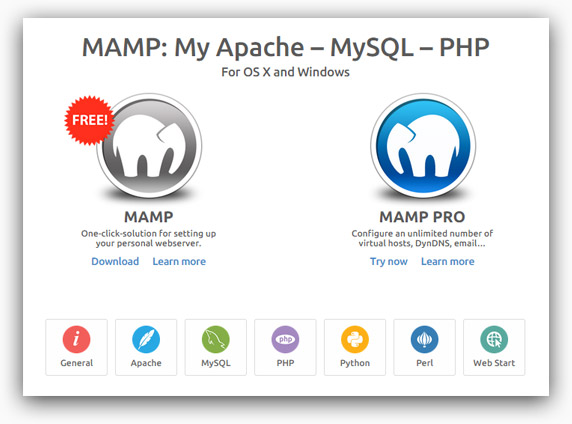 MAMP: My Apache – MySQL – PHP
For OS X and Windows
FREE!
MAMP
One-click-solution for setting up
your personal webserver.
Download Learn more
MAMP PRO
Configure an unlimited number of
virtual hosts, DynDNS, email...
Try now Learn more
i
php
General
Apache
MySQL
PHP
Python
Perl
Web Start